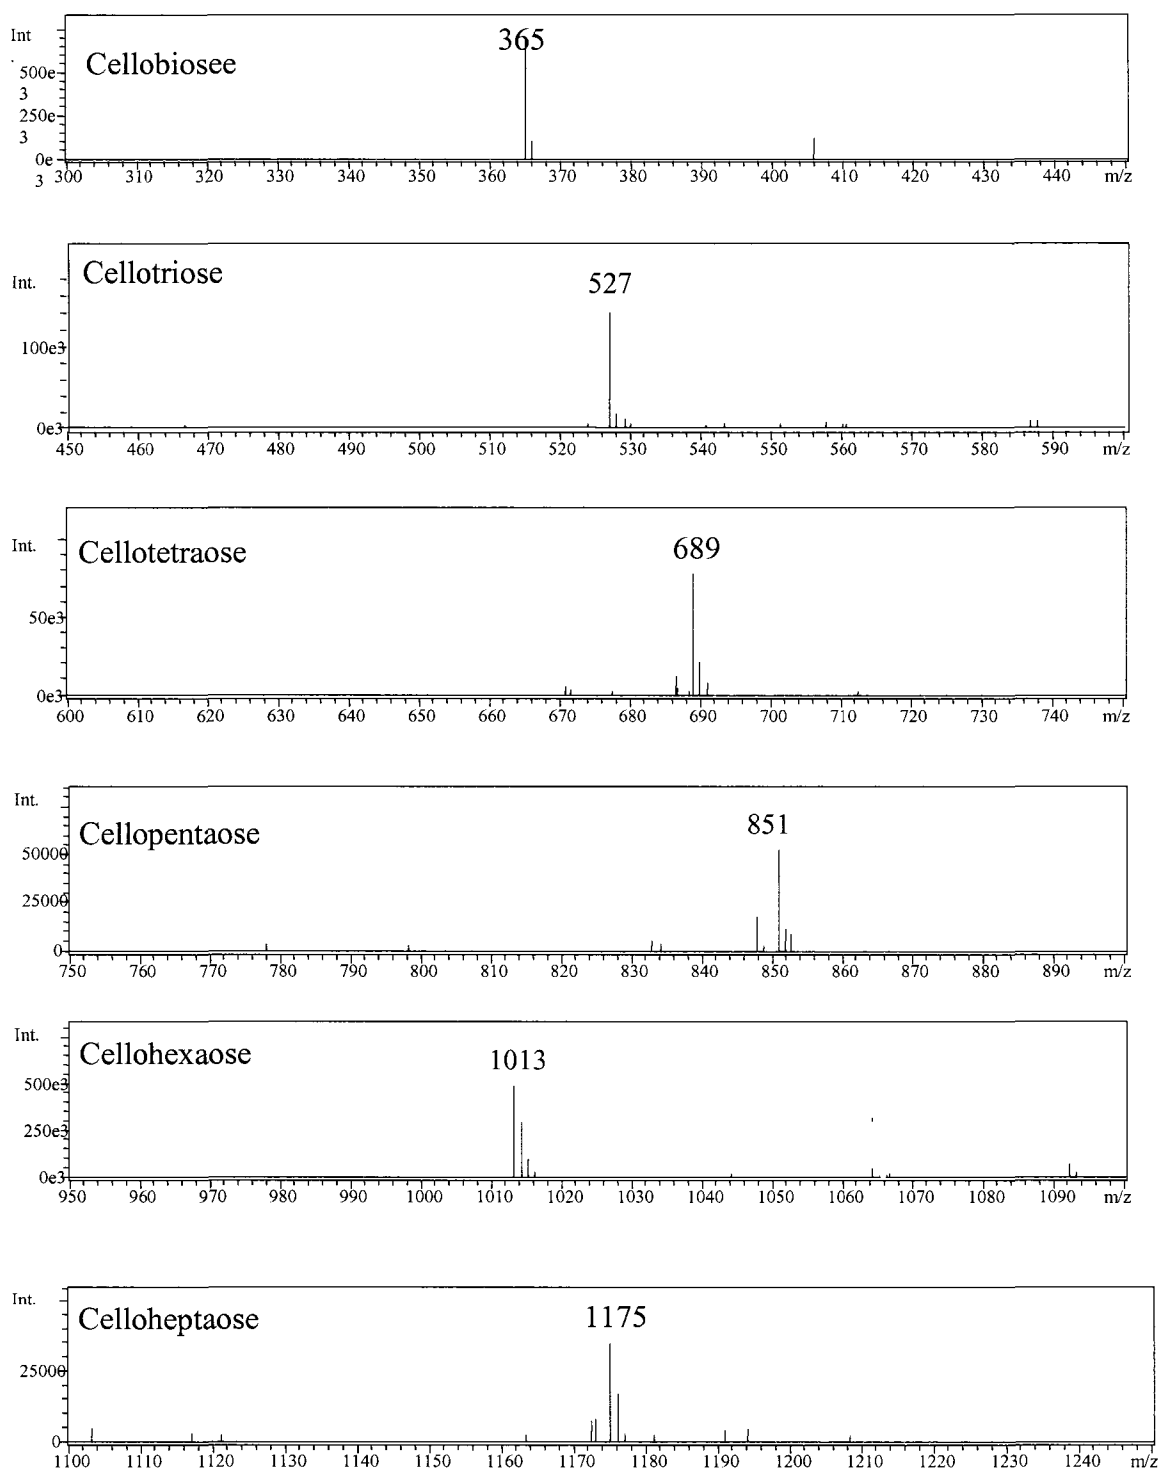 Int
365
Cellobiosee
500e
3
250e
3
0e
3
300 310 320 330 340 350 360 370 380 390 400 410 420 430 440 m/z
Cellotriose
Int.
527
100e3
0e3
450 460 470 480 490 500 510 520 530 540 550 560 570 580 590 m/z
Int.
Cellotetraose
689
50e3
0e3
600 610 620 630 640 650 660 670 680 690 700 710 720 730 740 m/z
Int.
Cellopentaose
851
50000
25000
0
750 760 770 780 790 800 810 820 830 840 850 860 870 880 890 m/z
Int.
Cellohexaose
1013
500e3
250e3
0e3
950 960 970 980 990 1000 1010 1020 1030 1040 1050 1060 1070 1080 1090 m/z
Int.
Celloheptaose
1175
25000
0
1100 1110 1120 1130 1140 1150 1160 1170 1180 1190 1200 1210 1220 1230 1240 m/z